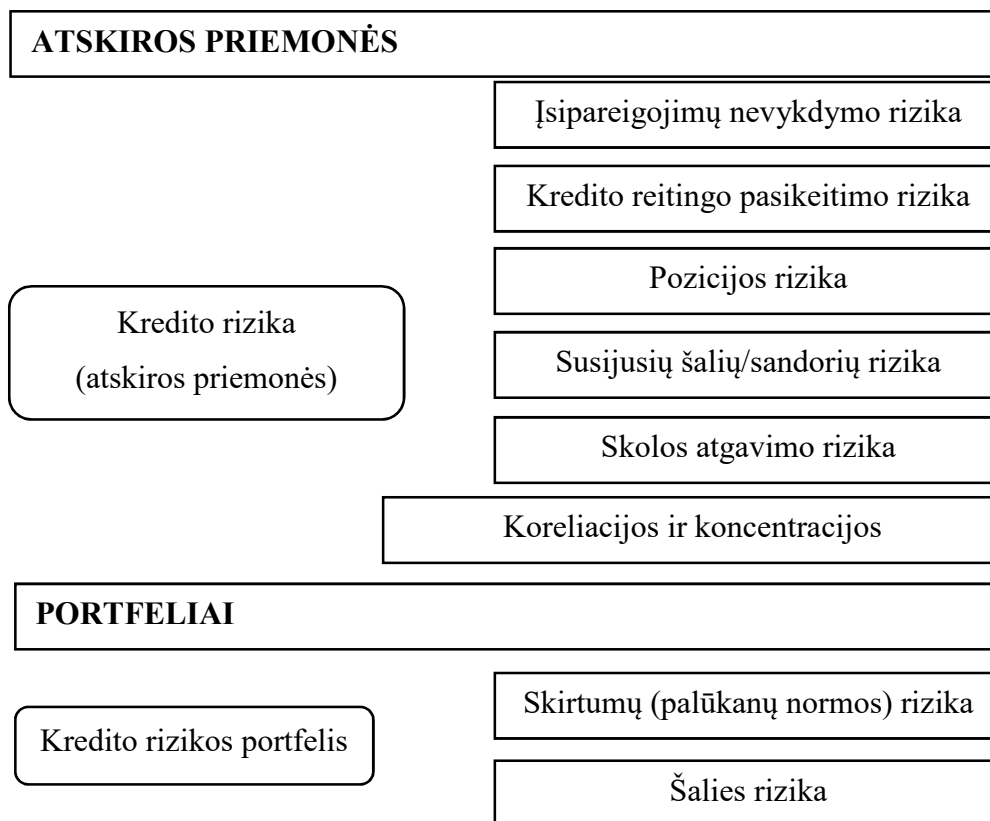 ATSKIROS PRIEMONĖS
Įsipareigojimų nevykdymo rizika
Kredito reitingo pasikeitimo rizika
Pozicijos rizika
Kredito rizika
(atskiros priemonės)
Susijusių šalių/sandorių rizika
Skolos atgavimo rizika
Koreliacijos ir koncentracijos
PORTFELIAI
Skirtumų (palūkanų normos) rizika
Kredito rizikos portfelis
Šalies rizika